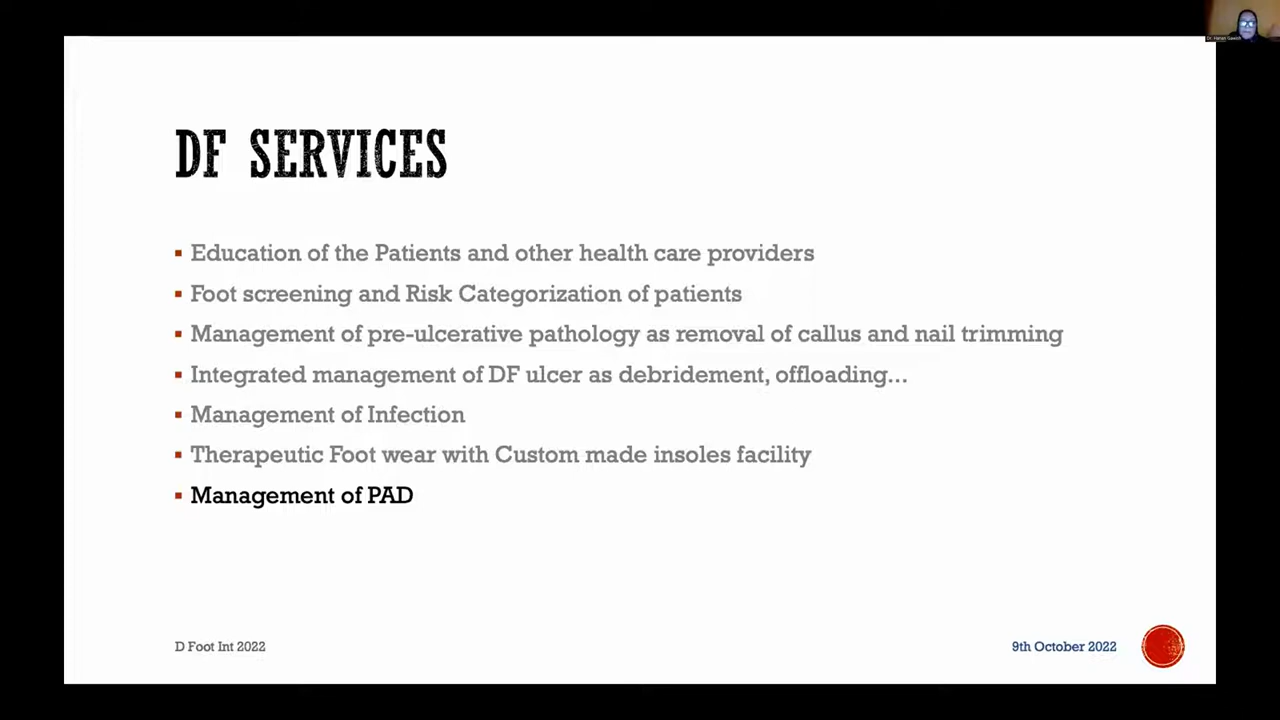 Dr. Hanan Gawish
DF SERVICES
▪ Education of the Patients and other health care providers
▪ Foot screening and Risk Categorization of patients
▪ Management of pre-ulcerative pathology as removal of callus and nail trimming
▪ Integrated management of DF ulcer as debridement, offloading...
▪ Management of Infection
▪ Therapeutic Foot wear with Custom made insoles facility
▪ Management of PAD
D Foot Int 2022
9th October 2022